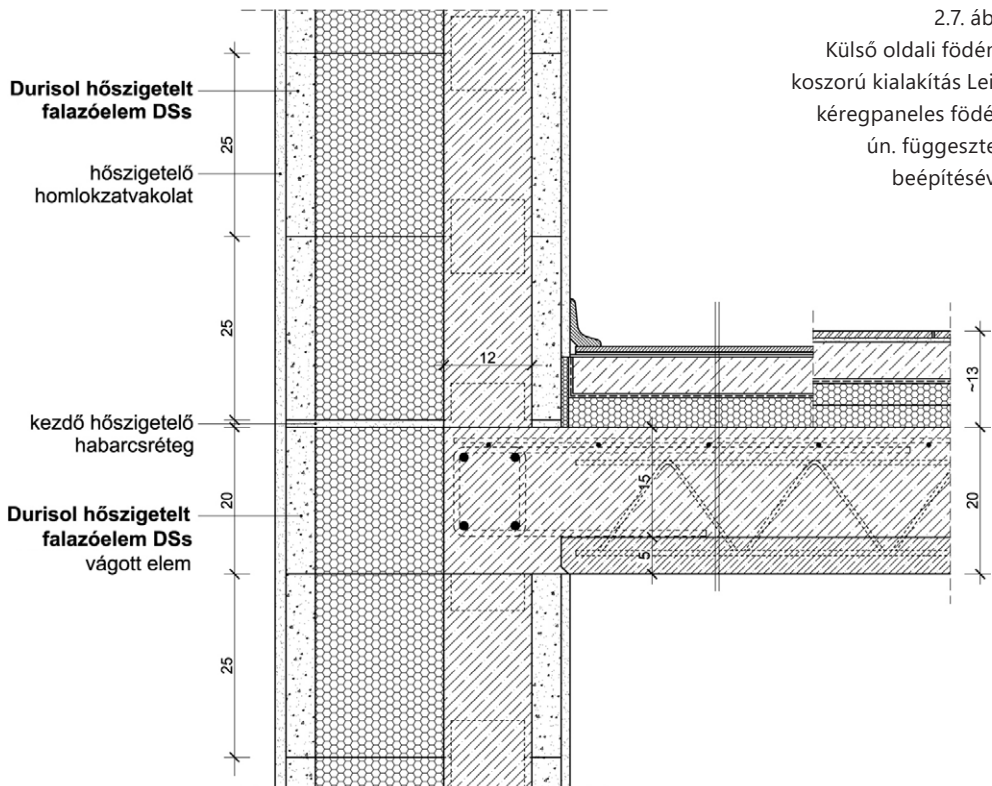 2.7. áb
Külső oldali födém
koszorú kialakítás Lei
kéregpaneles födé
ún. függeszte
beépítésév
Durisol hőszigetelt
falazóelem DSs
hőszigetelő
homlokzatvakolat
25
25
12
~13
kezdő hőszigetelő
habarcsréteg
20
15
20
Durisol hőszigetelt
falazóelem DSs
vágott elem
5
25